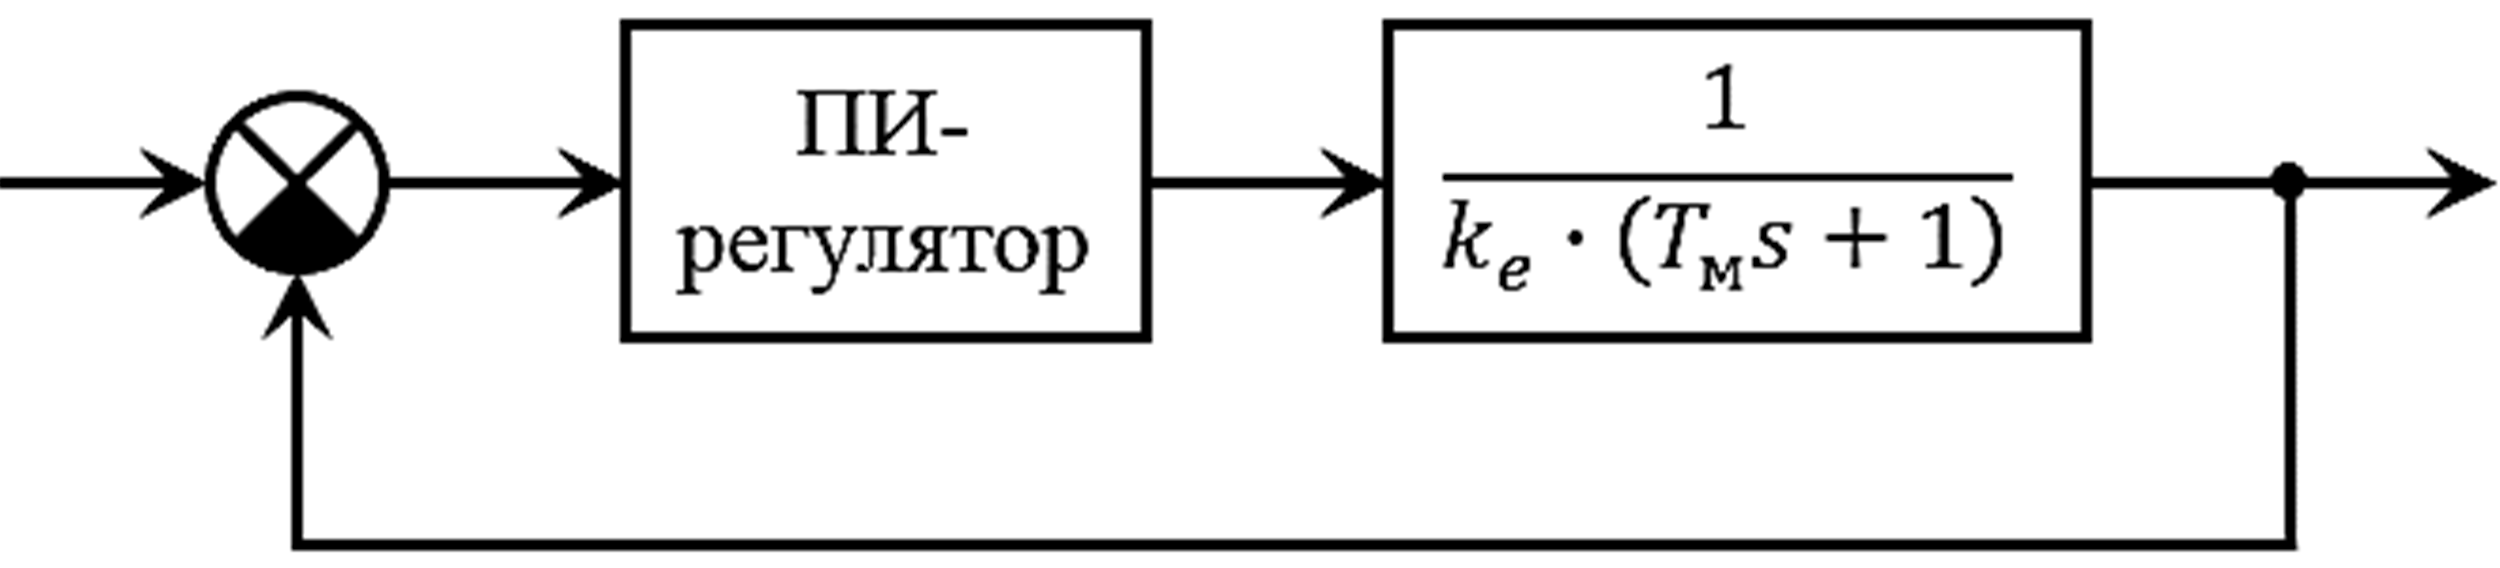 ПИ-
регулятор
1
k_e · (T_м s + 1)